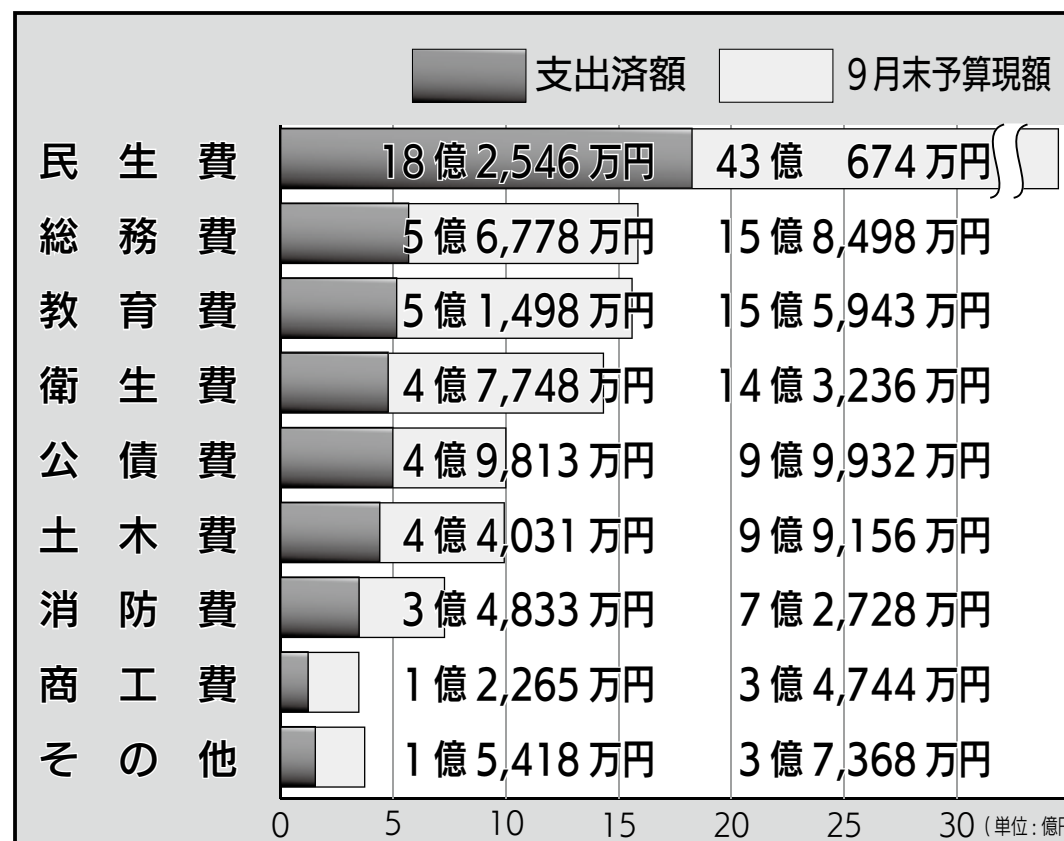 支出済額 9月末予算現額
民生費 18億2,546万円 43億 674万円
総務費 5億6,778万円 15億8,498万円
教育費 5億1,498万円 15億5,943万円
衛生費 4億7,748万円 14億3,236万円
公債費 4億9,813万円 9億9,932万円
土木費 4億4,031万円 9億9,156万円
消防費 3億4,833万円 7億2,728万円
商工費 1億2,265万円 3億4,744万円
その他 1億5,418万円 3億7,368万円
0 5 10 15 20 25 30 (単位:億円